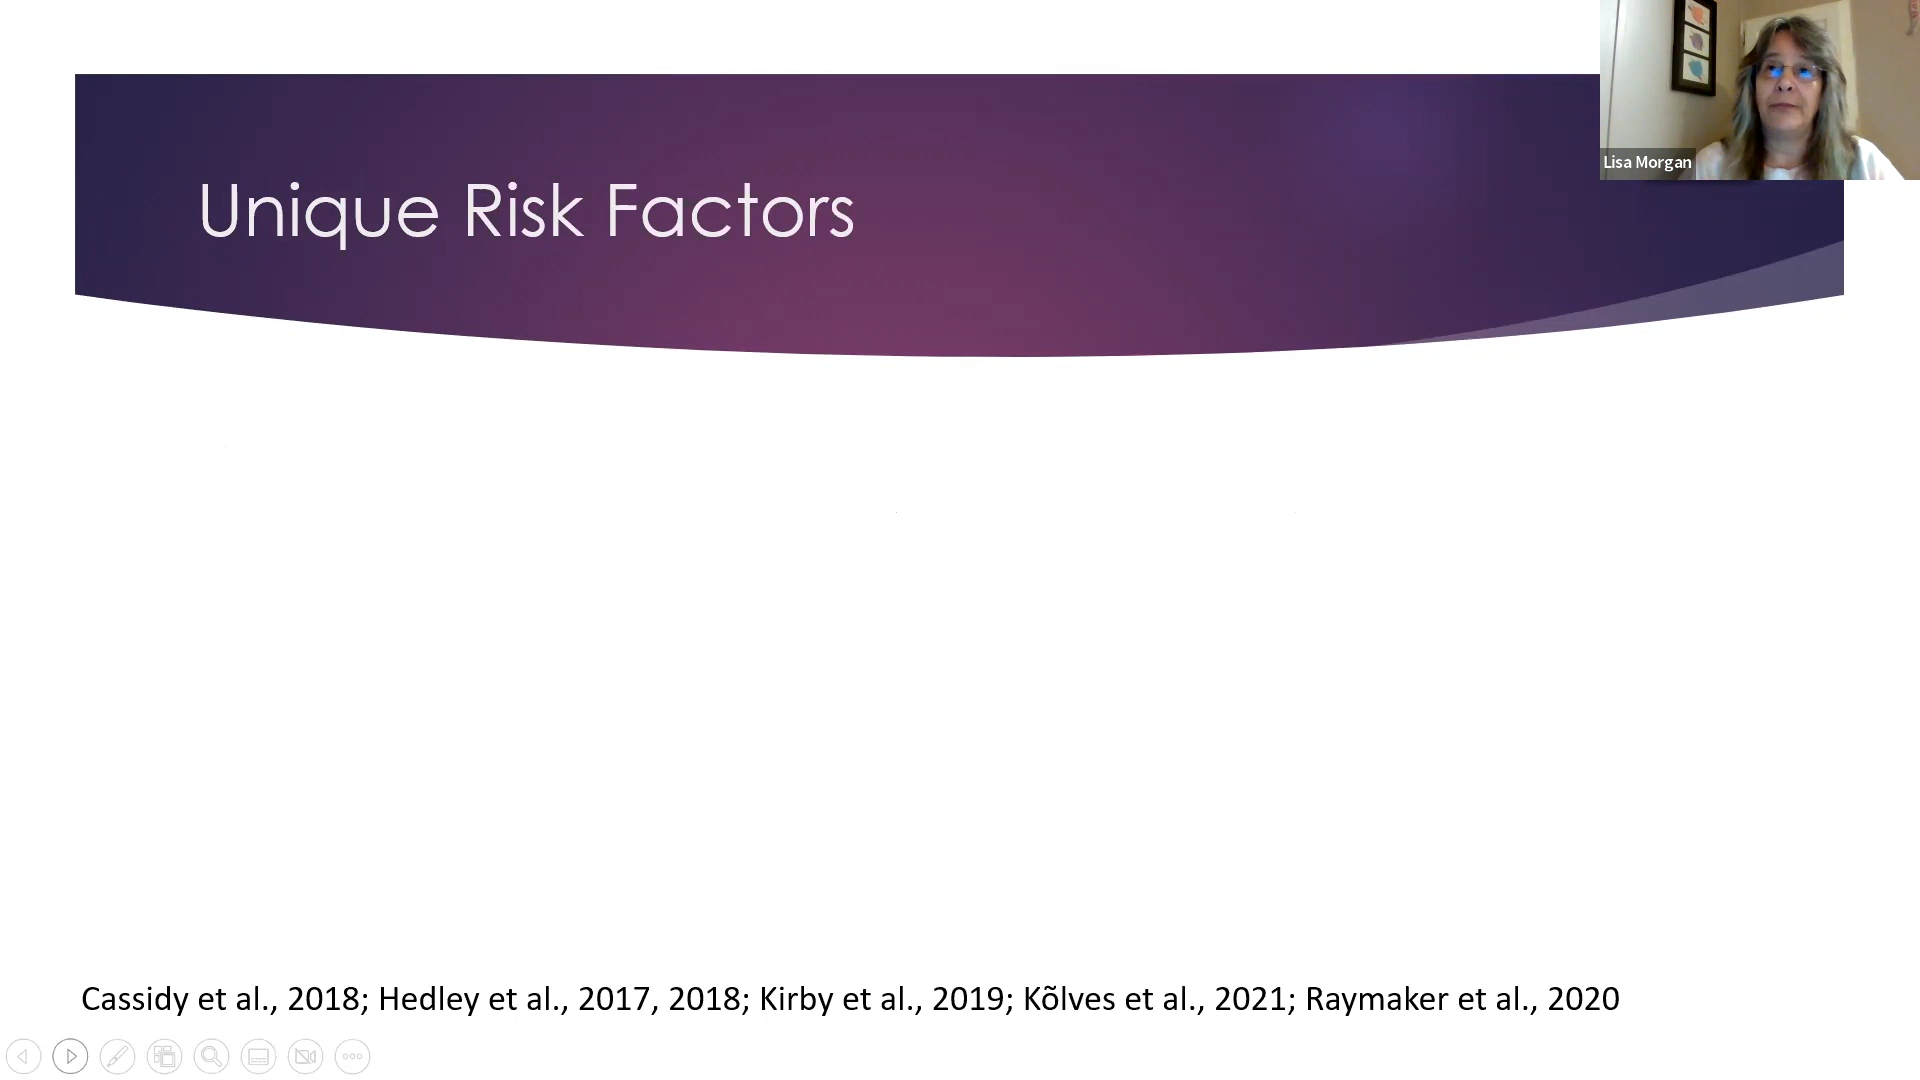 Lisa Morgan
Unique Risk Factors
Cassidy et al., 2018; Hedley et al., 2017, 2018; Kirby et al., 2019; Kõlves et al., 2021; Raymaker et al., 2020